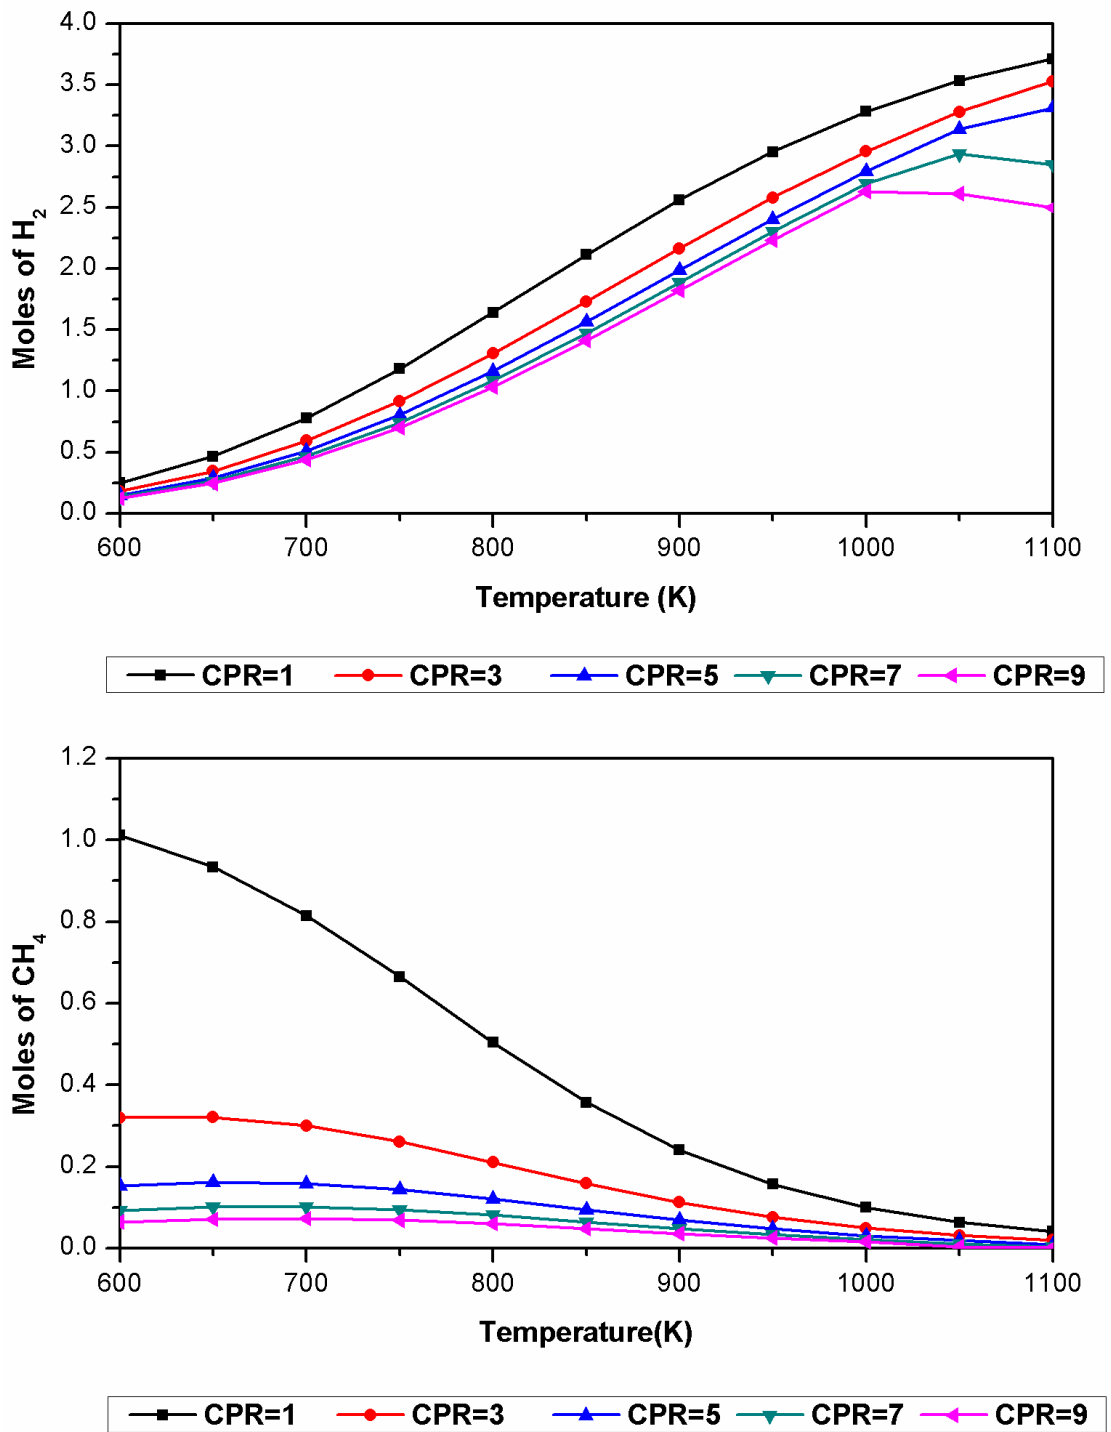 4.0
3.5
3.0
2.5
2.0
1.5
1.0
0.5
0.0
Moles of H2
600 700 800 900 1000 1100
Temperature (K)
CPR=1 CPR=3 CPR=5 CPR=7 CPR=9
1.2
1.0
0.8
0.6
0.4
0.2
0.0
Moles of CH4
600 700 800 900 1000 1100
Temperature(K)
CPR=1 CPR=3 CPR=5 CPR=7 CPR=9